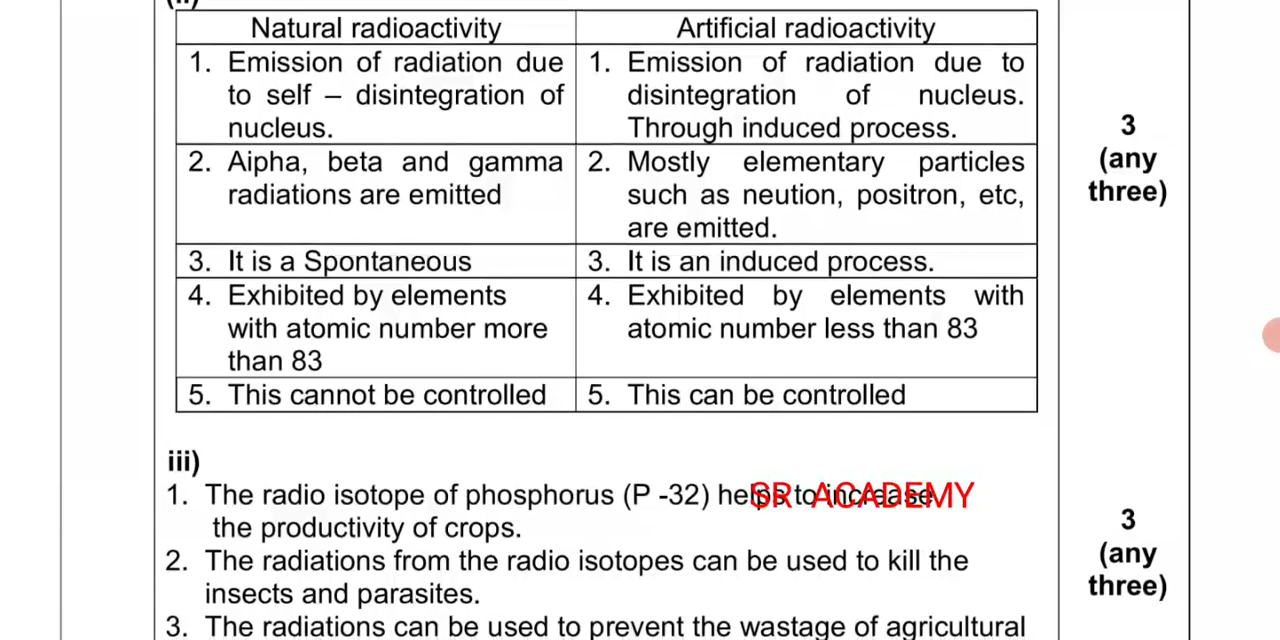 (ii)
Natural radioactivity
Artificial radioactivity
1. Emission of radiation due
to self – disintegration of
nucleus.
1. Emission of radiation due to
disintegration of nucleus.
Through induced process.
2. Aipha, beta and gamma
radiations are emitted
2. Mostly elementary particles
such as neution, positron, etc,
are emitted.
3. It is a Spontaneous
3. It is an induced process.
4. Exhibited by elements
with atomic number more
than 83
4. Exhibited by elements with
atomic number less than 83
5. This cannot be controlled
5. This can be controlled
3
(any
three)
iii)
1. The radio isotope of phosphorus (P -32) helps to increase
the productivity of crops.
SR ACADEMY
2. The radiations from the radio isotopes can be used to kill the
insects and parasites.
3. The radiations can be used to prevent the wastage of agricultural
3
(any
three)